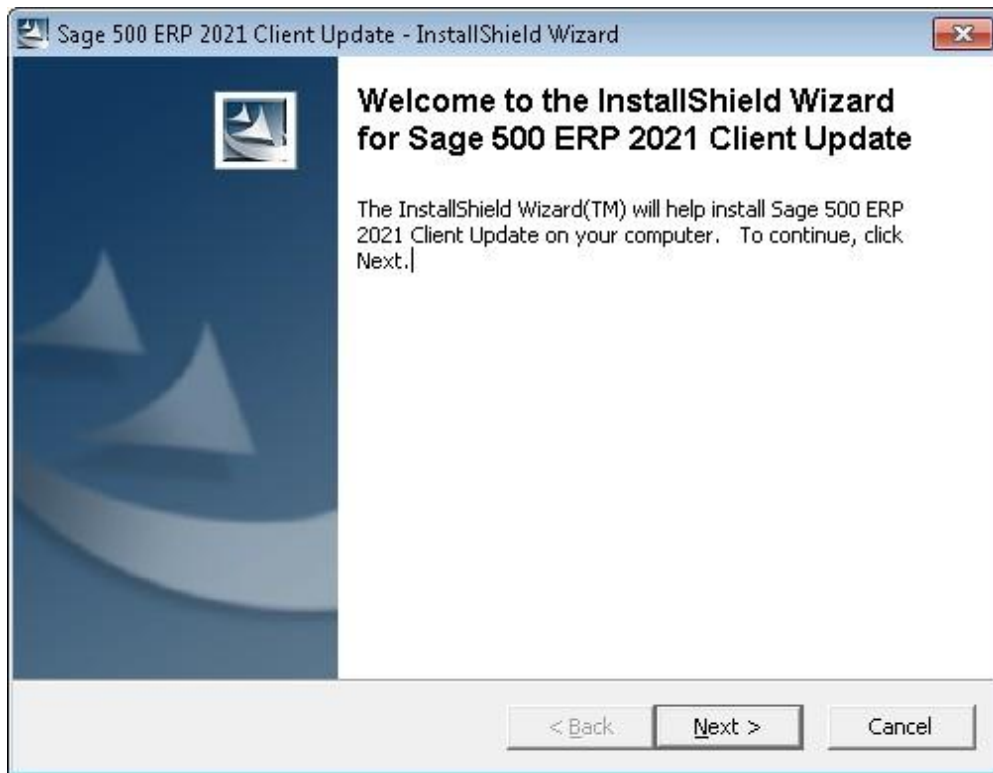 Sage 500 ERP 2021 Client Update - InstallShield Wizard
Welcome to the InstallShield Wizard
for Sage 500 ERP 2021 Client Update
The InstallShield Wizard(TM) will help install Sage 500 ERP
2021 Client Update on your computer.   To continue, click
Next.
< Back
Next >
Cancel